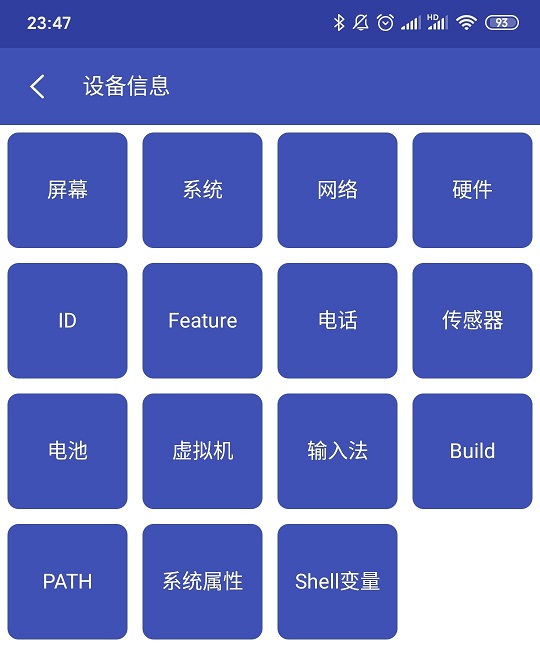 23:47
HD
93
设备信息
屏幕
系统
网络
硬件
ID
Feature
电话
传感器
电池
虚拟机
输入法
Build
PATH
系统属性
Shell变量